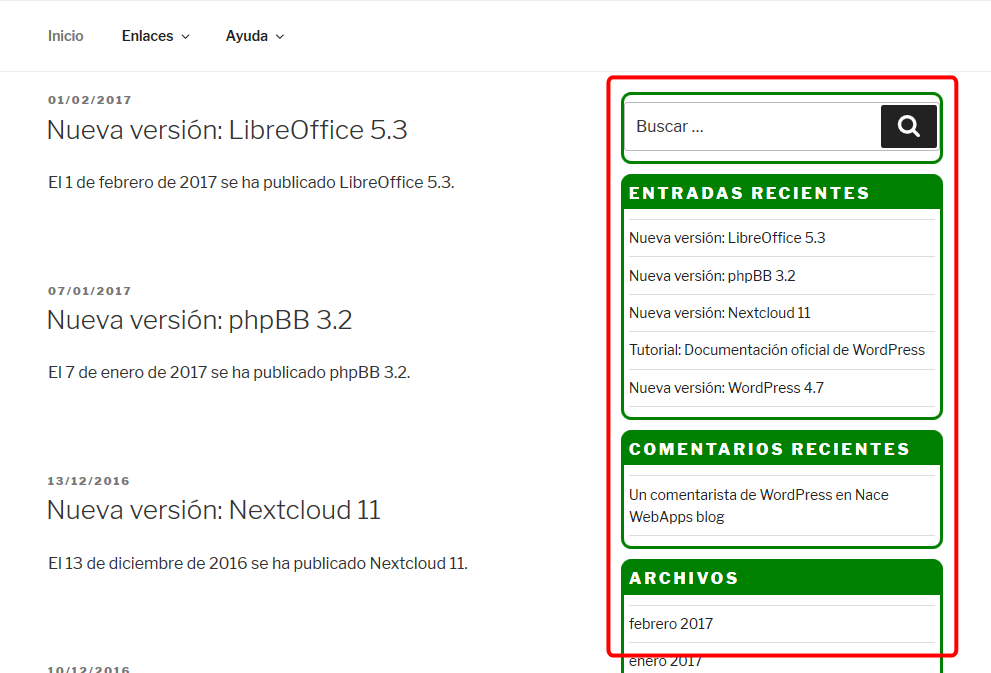 Inicio Enlaces Ayuda
01/02/2017
Nueva versión: LibreOffice 5.3
El 1 de febrero de 2017 se ha publicado LibreOffice 5.3.
07/01/2017
Nueva versión: phpBB 3.2
El 7 de enero de 2017 se ha publicado phpBB 3.2.
13/12/2016
Nueva versión: Nextcloud 11
El 13 de diciembre de 2016 se ha publicado Nextcloud 11.
10/12/2016
Buscar ...
ENTRADAS RECIENTES
Nueva versión: LibreOffice 5.3
Nueva versión: phpBB 3.2
Nueva versión: Nextcloud 11
Tutorial: Documentación oficial de WordPress
Nueva versión: WordPress 4.7
COMENTARIOS RECIENTES
Un comentarista de WordPress en Nace
WebApps blog
ARCHIVOS
febrero 2017
enero 2017